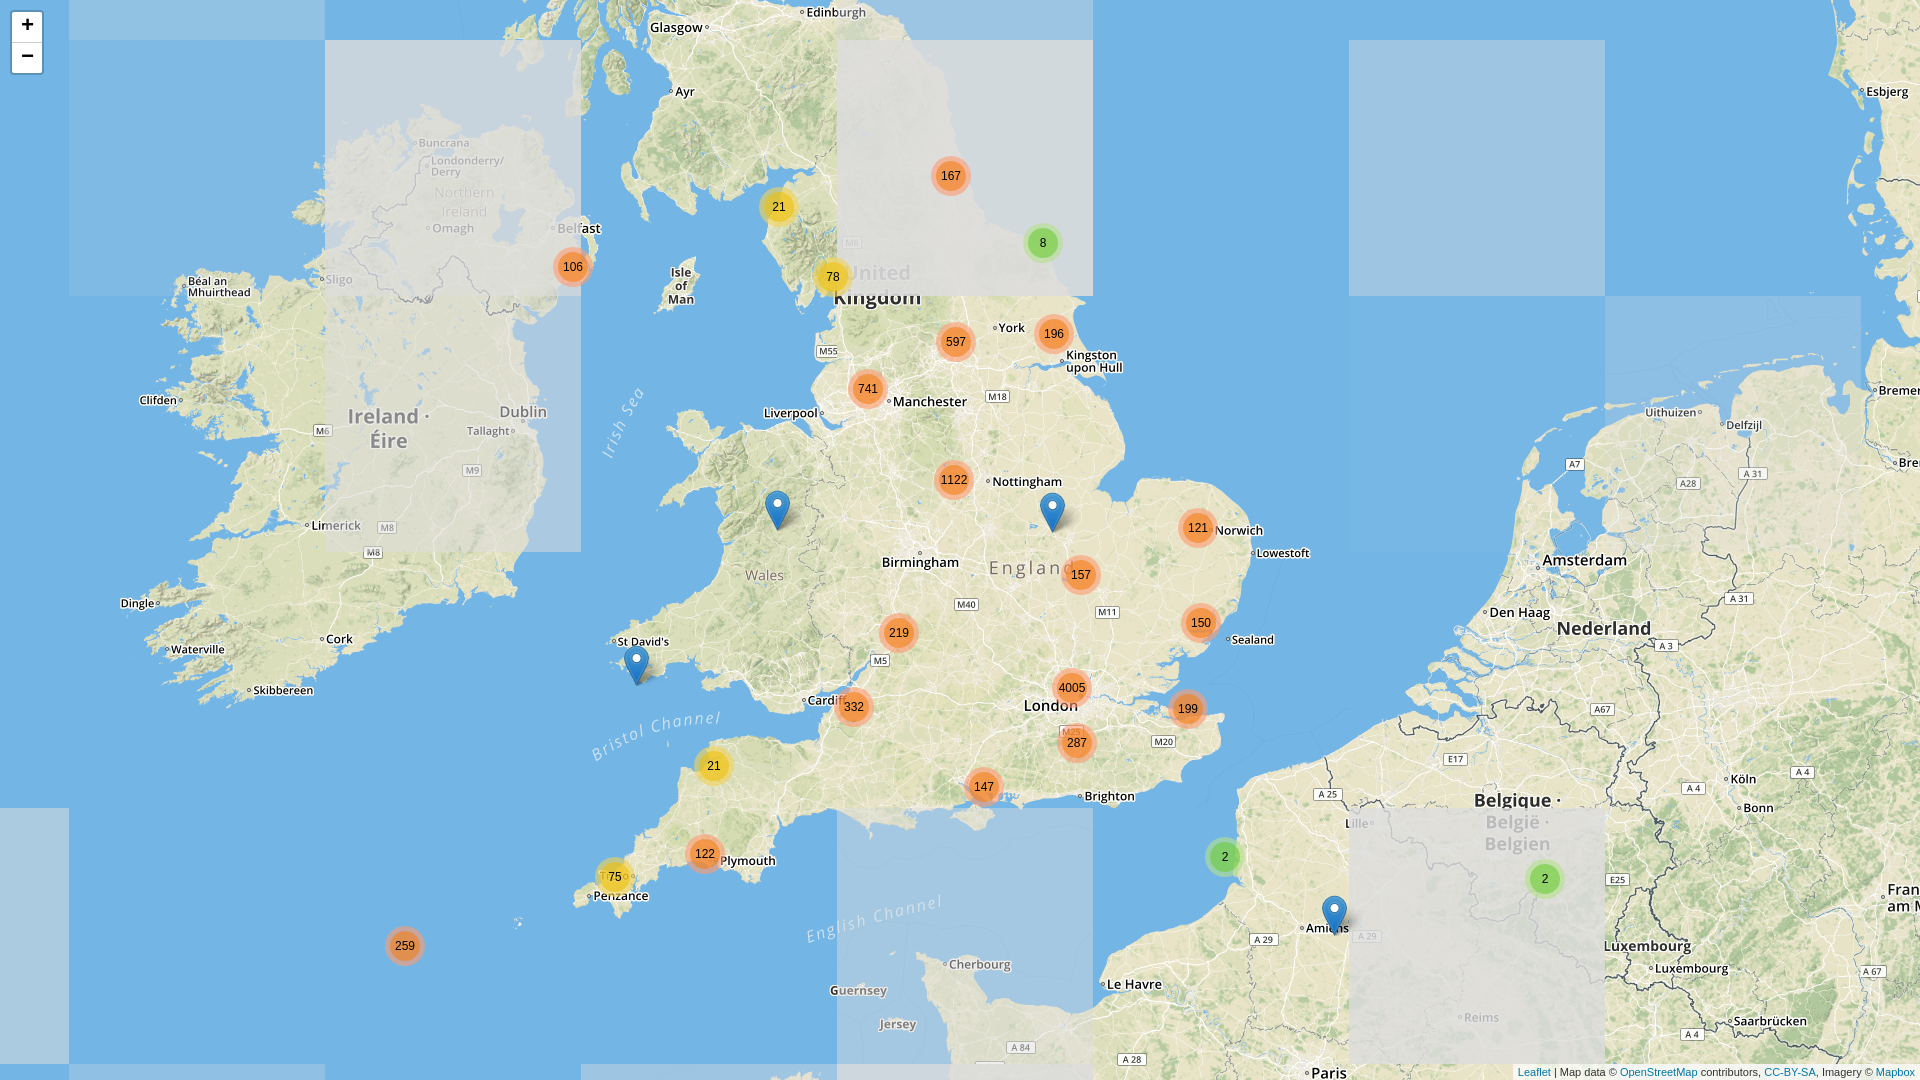 +
−
Edinburgh
Glasgow
Ayr
Esbjerg
Buncrana
Londonderry/
Derry
167
Northern
Ireland
21
Omagh
Belfast
8
M6
106
Isle
of
Man
78
United
Kingdom
Sligo
Béal an
Mhuirthead
York
196
597
M55
Kingston
upon Hull
741
M18
Manchester
Liverpool
Clifden
Irish Sea
Dublin
Ireland ·
Éire
Tallaght
M6
M9
Uithuizen
Delfzijl
Bremer
A7
A 31
A28
Bre
1122
Nottingham
Limerick
M8
M8
121
Norwich
Lowestoft
Birmingham
England
157
Wales
Amsterdam
Dingle
M40
M11
A 31
Den Haag
150
219
Nederland
Sealand
Cork
St David's
Waterville
M5
A 3
Skibbereen
4005
London
Cardiff
332
199
A67
Bristol Channel
M25
287
M20
E17
21
Köln
A 4
A 4
147
Brighton
A 25
Belgique ·
België ·
Belgien
Bonn
Lille
122
Plymouth
2
75
Penzance
2
E25
Fran
am M
English Channel
Amiens
A 29
A 29
259
Luxembourg
Luxembourg
Cherbourg
A 67
Le Havre
Guernsey
Reims
Saarbrücken
Jersey
A 4
A 84
A 28
Paris
Leaflet | Map data © OpenStreetMap contributors, CC-BY-SA, Imagery © Mapbox